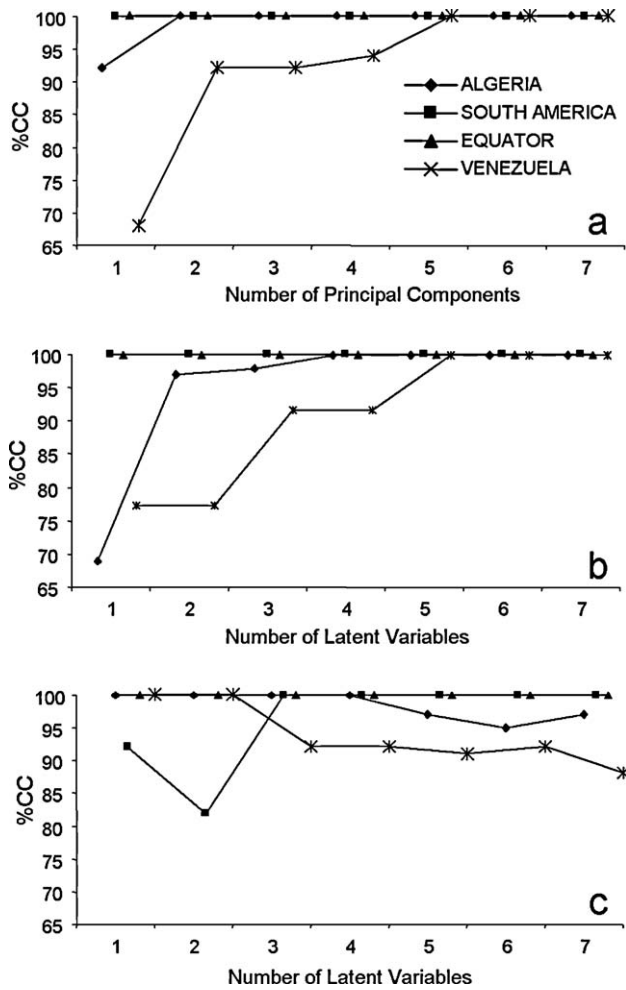 100
95
90
85
80
75
70
65
%CC
ALGERIA
SOUTH AMERICA
EQUATOR
VENEZUELA
a
1 2 3 4 5 6 7
Number of Principal Components
100
95
90
85
80
75
70
65
%CC
b
1 2 3 4 5 6 7
Number of Latent Variables
100
95
90
85
80
75
70
65
%CC
c
1 2 3 4 5 6 7
Number of Latent Variables